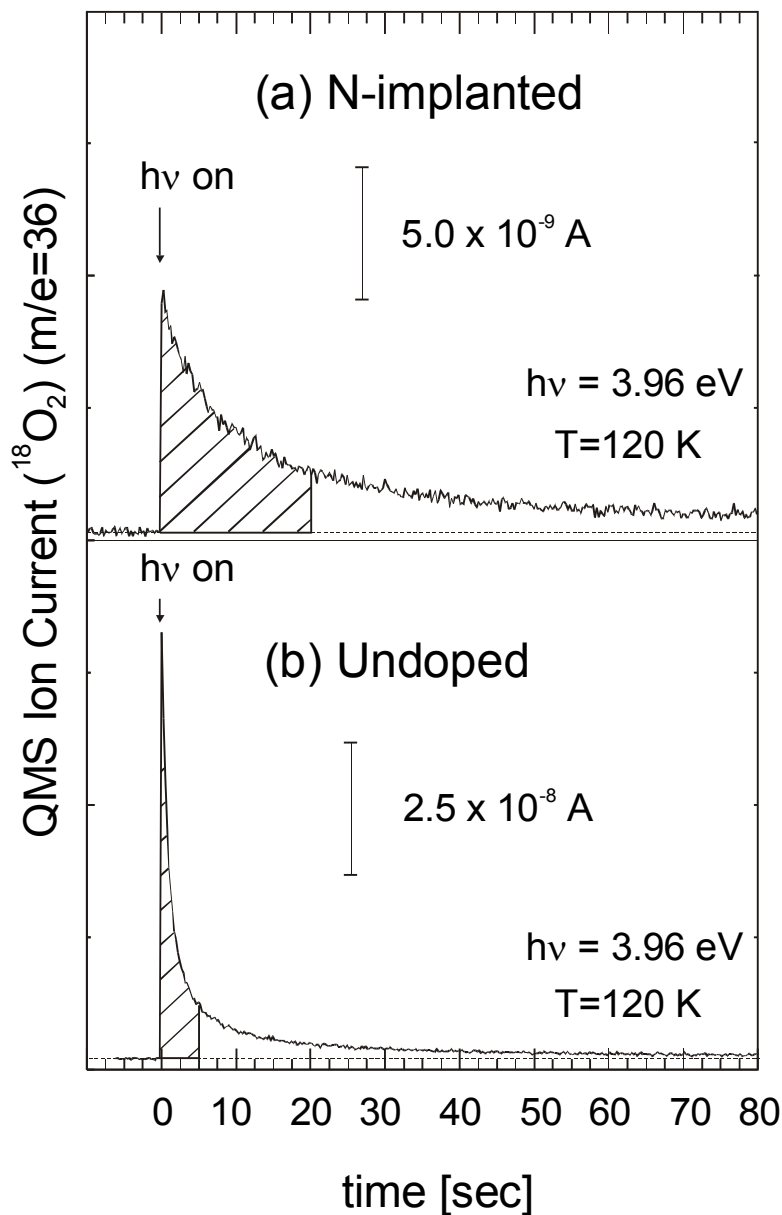 QMS Ion Current (¹⁸O₂) (m/e=36)
(a) N-implanted
hν on
5.0 x 10⁻⁹ A
hν = 3.96 eV
T=120 K
hν on
(b) Undoped
2.5 x 10⁻⁸ A
hν = 3.96 eV
T=120 K
0 10 20 30 40 50 60 70 80
time [sec]